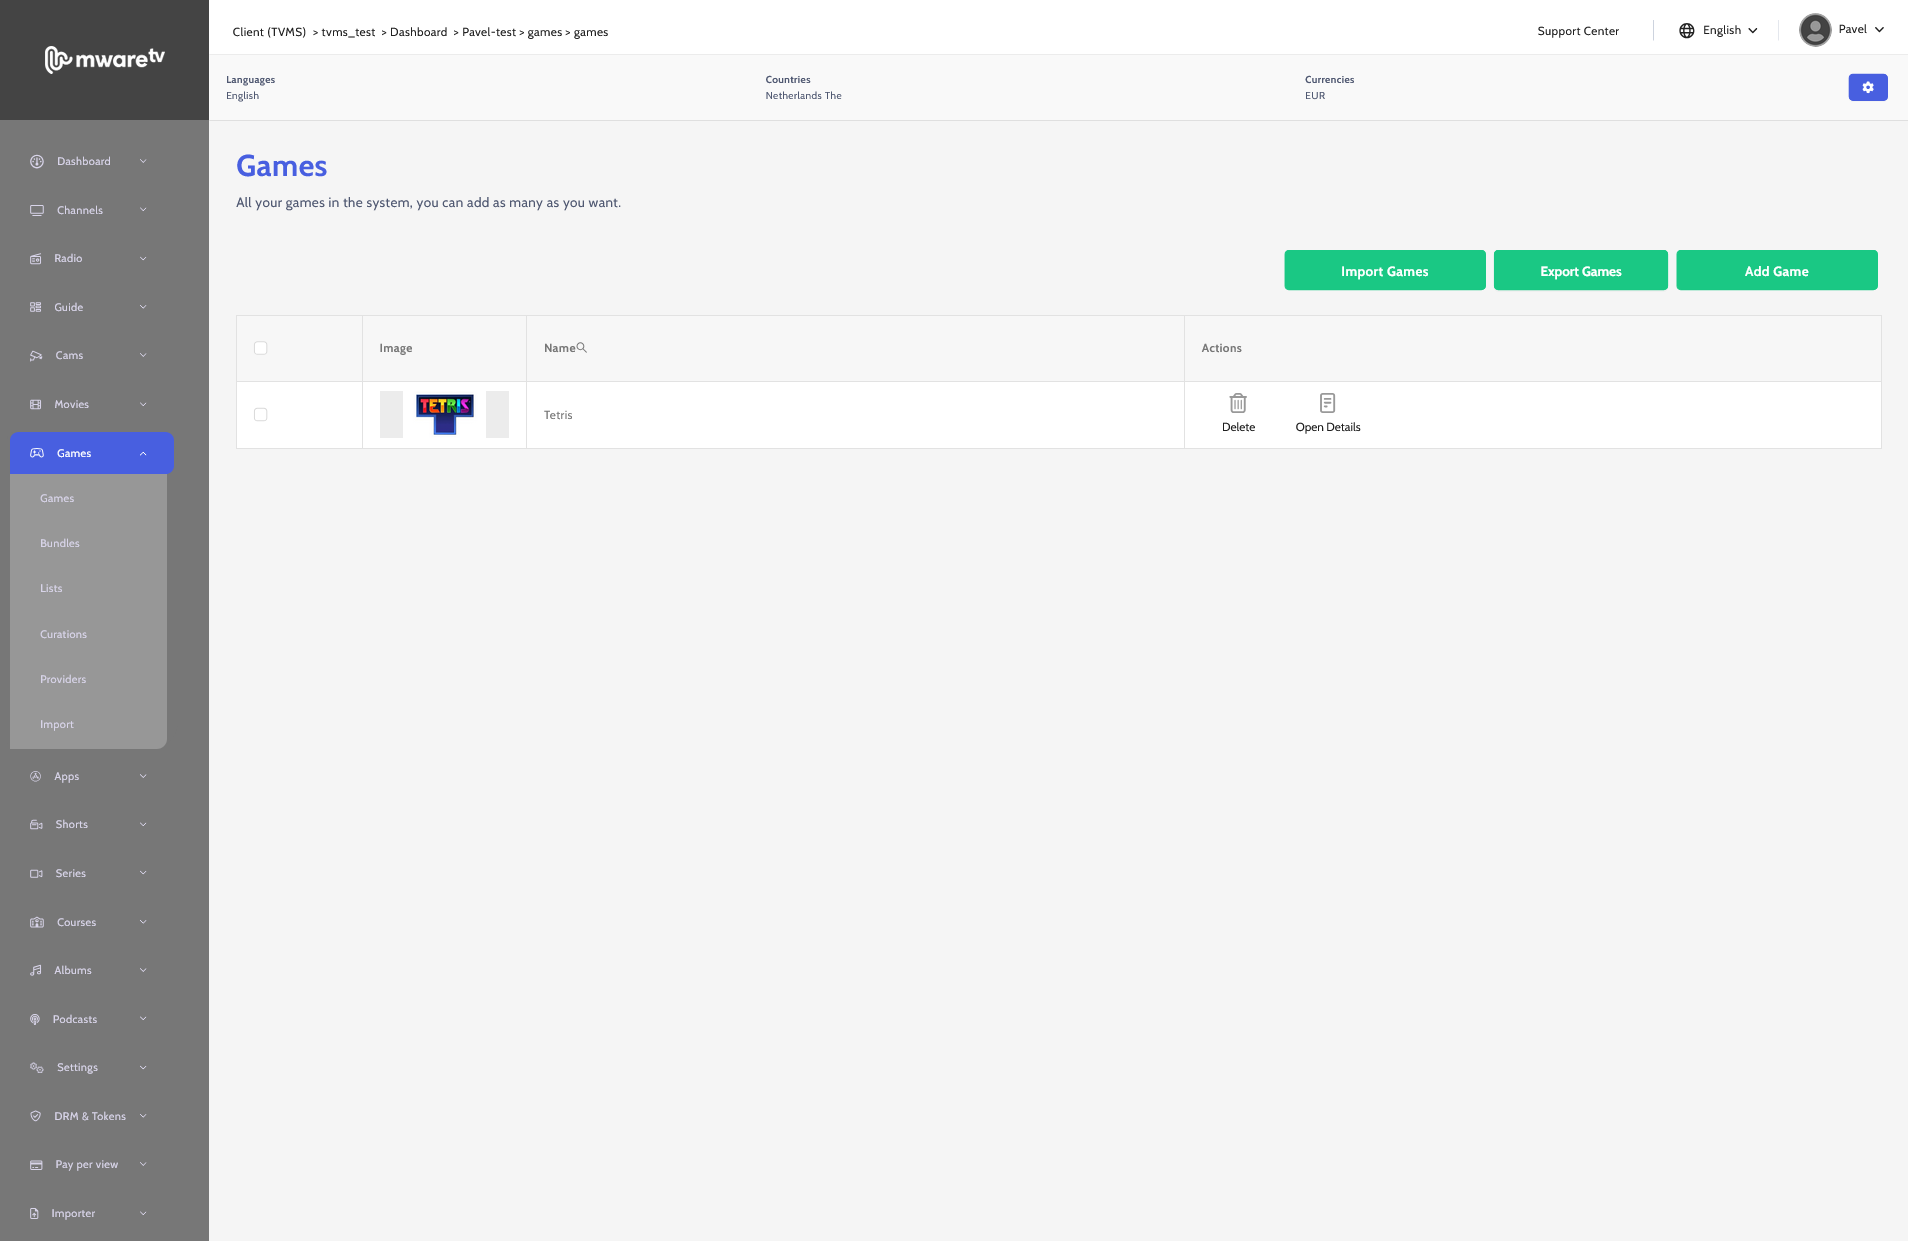 mwaretv
Client (TVMS) > tvms_test > Dashboard > Pavel-test > games > games
Support Center
English
Pavel
Languages
English
Countries
Netherlands The
Currencies
EUR
Dashboard
Channels
Radio
Guide
Cams
Movies
Games
Games
Bundles
Lists
Curations
Providers
Import
Apps
Shorts
Series
Courses
Albums
Podcasts
Settings
DRM & Tokens
Pay per view
Importer
Games
All your games in the system, you can add as many as you want.
Import Games
Export Games
Add Game
Image
Name
Actions
TETRIS
Tetris
Delete
Open Details